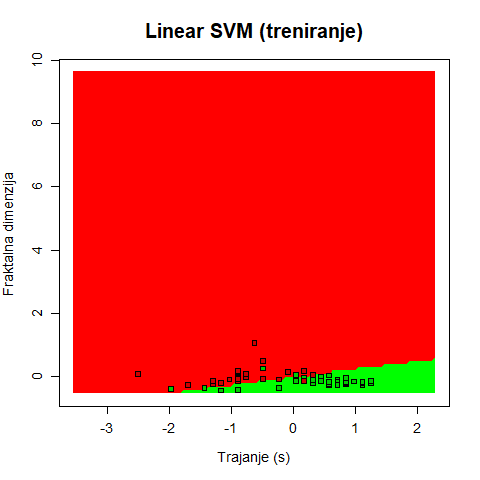 Linear SVM (treniranje)
10
8
6
4
2
0
Fraktalna dimenzija
-3 -2 -1 0 1 2
Trajanje (s)